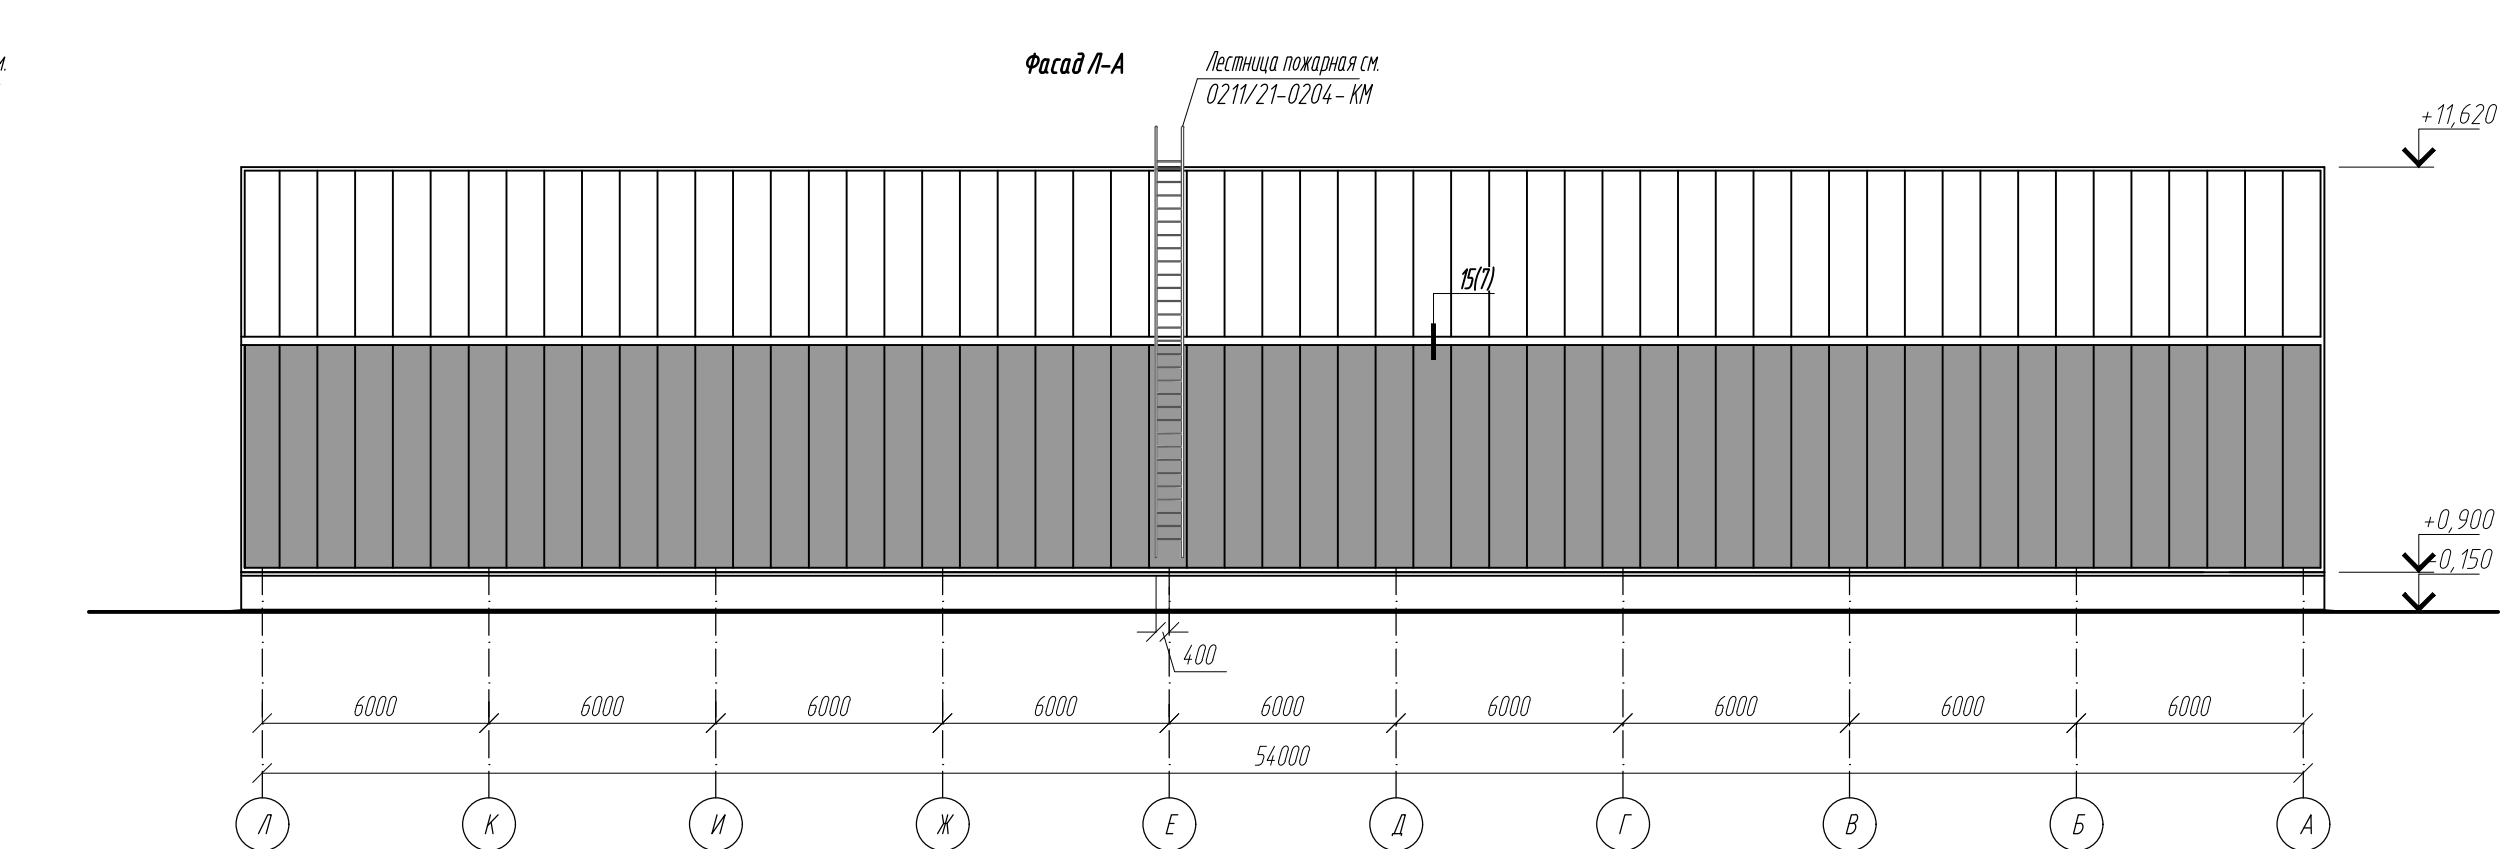 Фасад Л-А
Лестница пожарная см.
0211/21-0204-КМ
+11,620
15(7)
+0,900
0,150
400
6000 6000 6000 6000 6000 6000 6000 6000 6000
54000
Л К И Ж Е Д Г В Б А